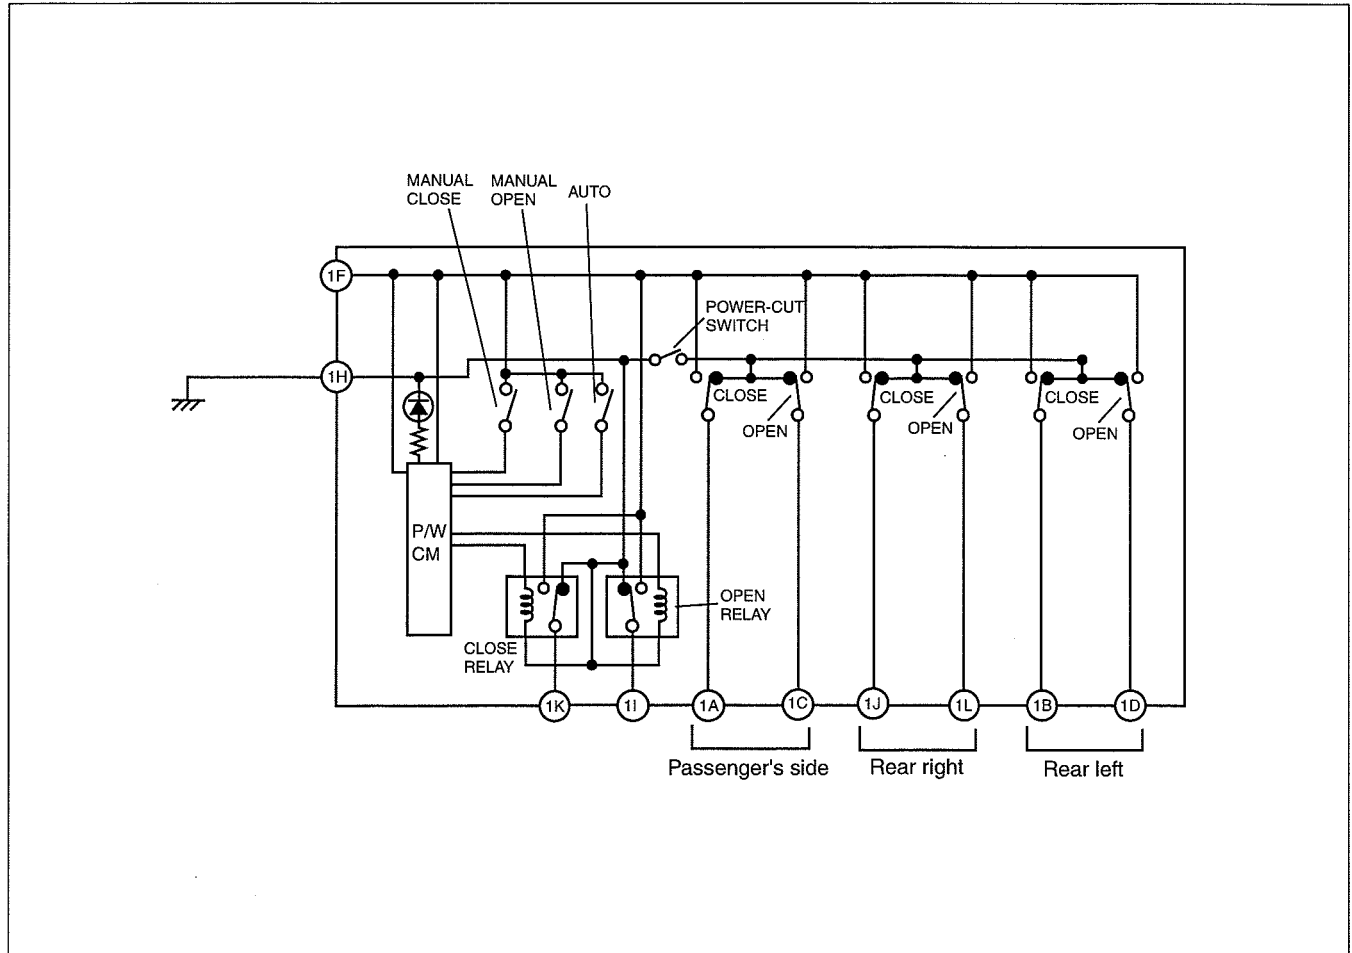 MANUAL
CLOSE
MANUAL
OPEN
AUTO
1F
POWER-CUT
SWITCH
1H
CLOSE
OPEN
CLOSE
OPEN
CLOSE
OPEN
P/W
CM
OPEN
RELAY
CLOSE
RELAY
1K
1I
1A
1C
1J
1L
1B
1D
Passenger's side
Rear right
Rear left